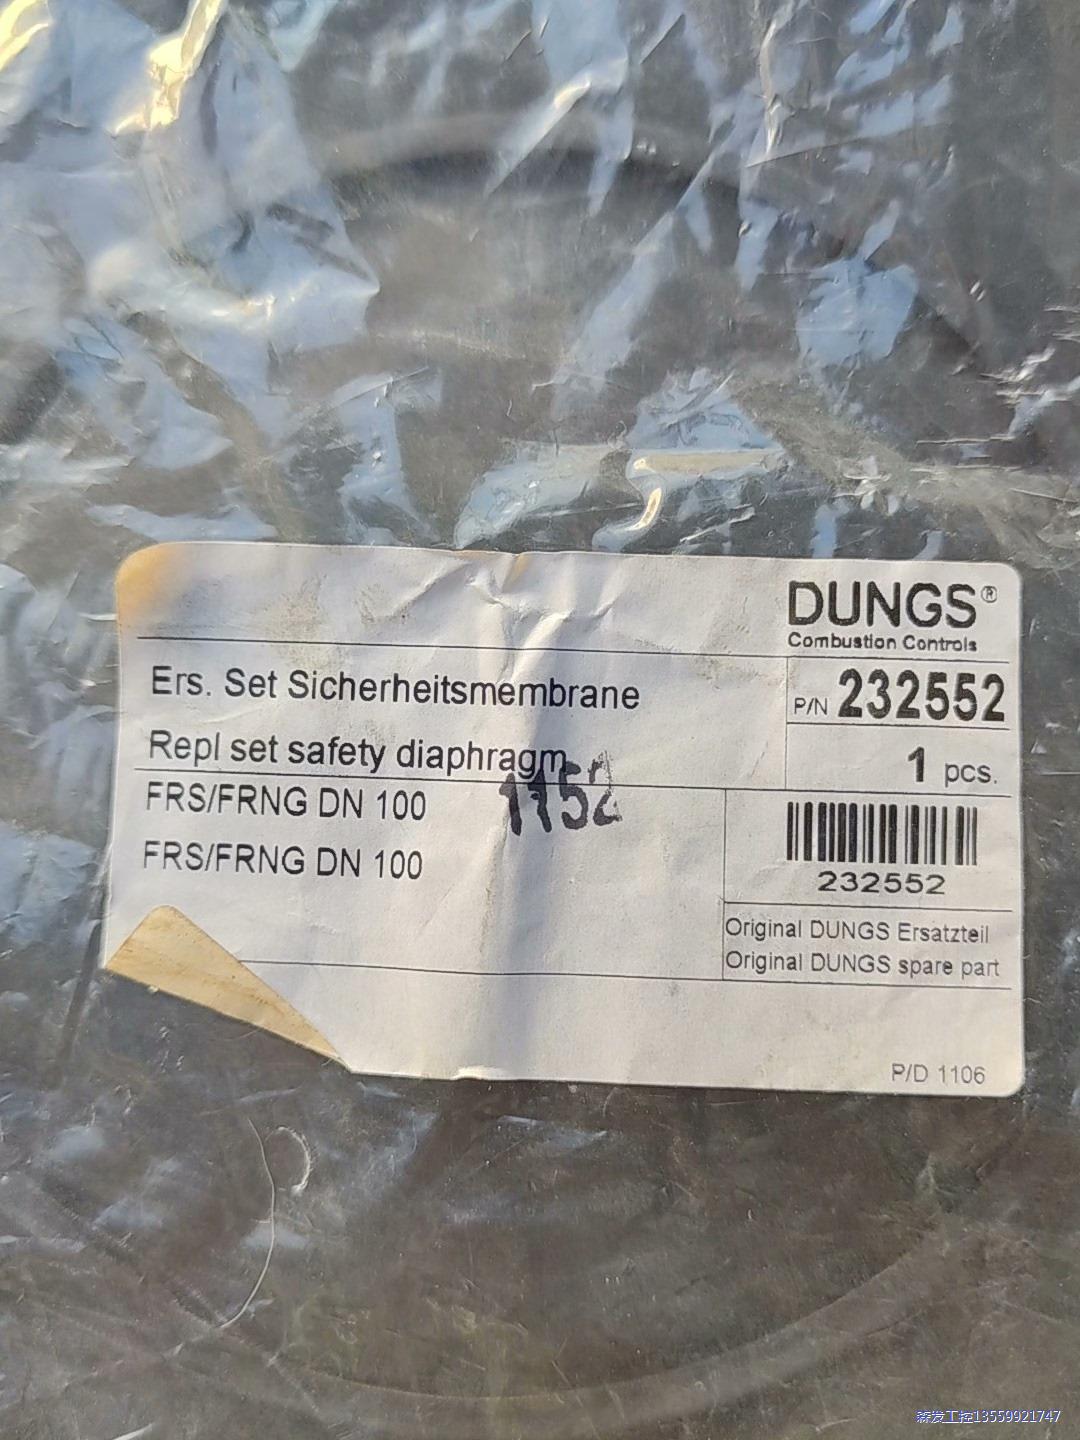 DUNGS®
Combustion Controls
Ers. Set Sicherheitsmembrane
P/N 232552
Repl set safety diaphragm
1 pcs.
FRS/FRNG DN 100
1152
FRS/FRNG DN 100
232552
Original DUNGS Ersatzteil
Original DUNGS spare part
P/D 1106
森发工控13559921747